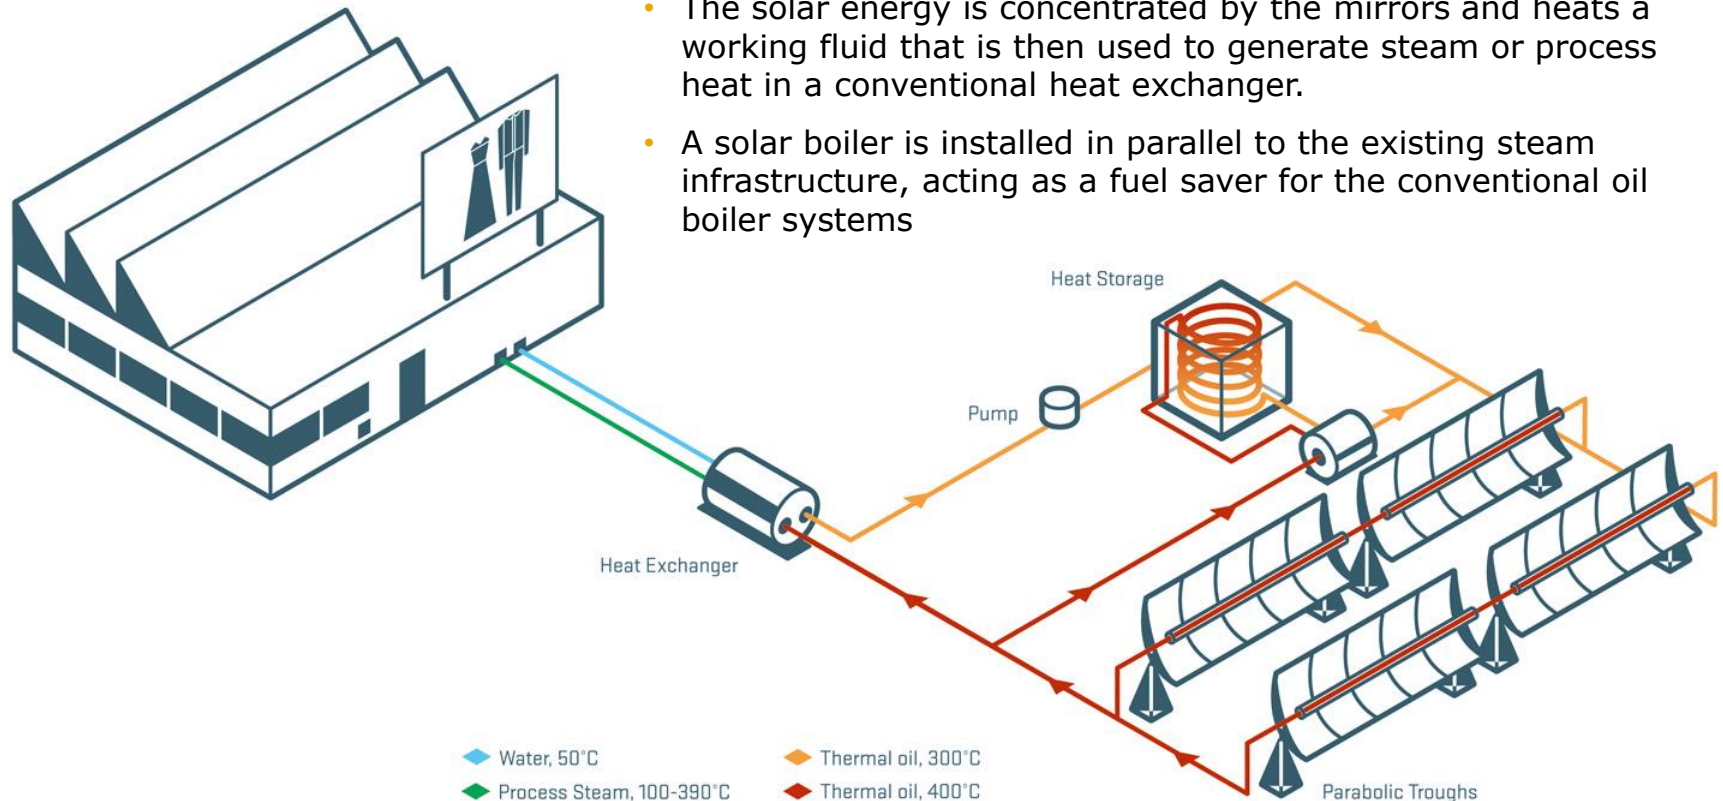 • The solar energy is concentrated by the mirrors and heats a
working fluid that is then used to generate steam or process
heat in a conventional heat exchanger.
• A solar boiler is installed in parallel to the existing steam
infrastructure, acting as a fuel saver for the conventional oil
boiler systems
Heat Storage
Pump
Heat Exchanger
Water, 50°C
Thermal oil, 300°C
Process Steam, 100-390°C
Thermal oil, 400°C
Parabolic Troughs